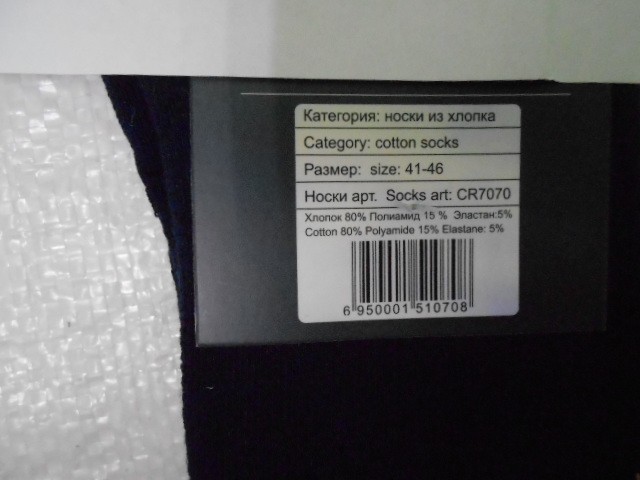 Категория: носки из хлопка
Category: cotton socks
Размер: size: 41-46
Носки арт. Socks art: CR7070
Хлопок 80% Полиамид 15 % Эластан:5%
Cotton 80% Polyamide 15% Elastane: 5%
6 950001 510708